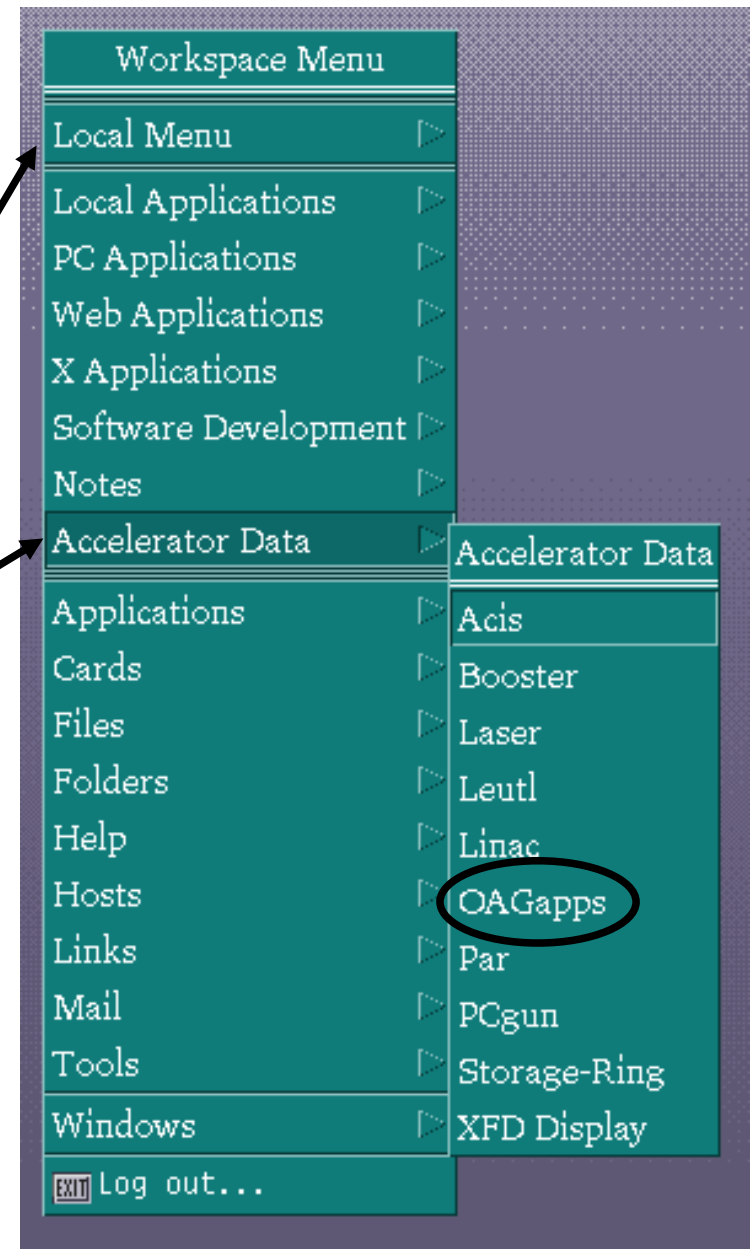 Workspace Menu
Local Menu
Local Applications
PC Applications
Web Applications
X Applications
Software Development
Notes
Accelerator Data
Applications
Cards
Files
Folders
Help
Hosts
Links
Mail
Tools
Windows
EXIT Log out...
Accelerator Data
Acis
Booster
Laser
Leutl
Linac
OAGapps
Par
PCgun
Storage-Ring
XFD Display